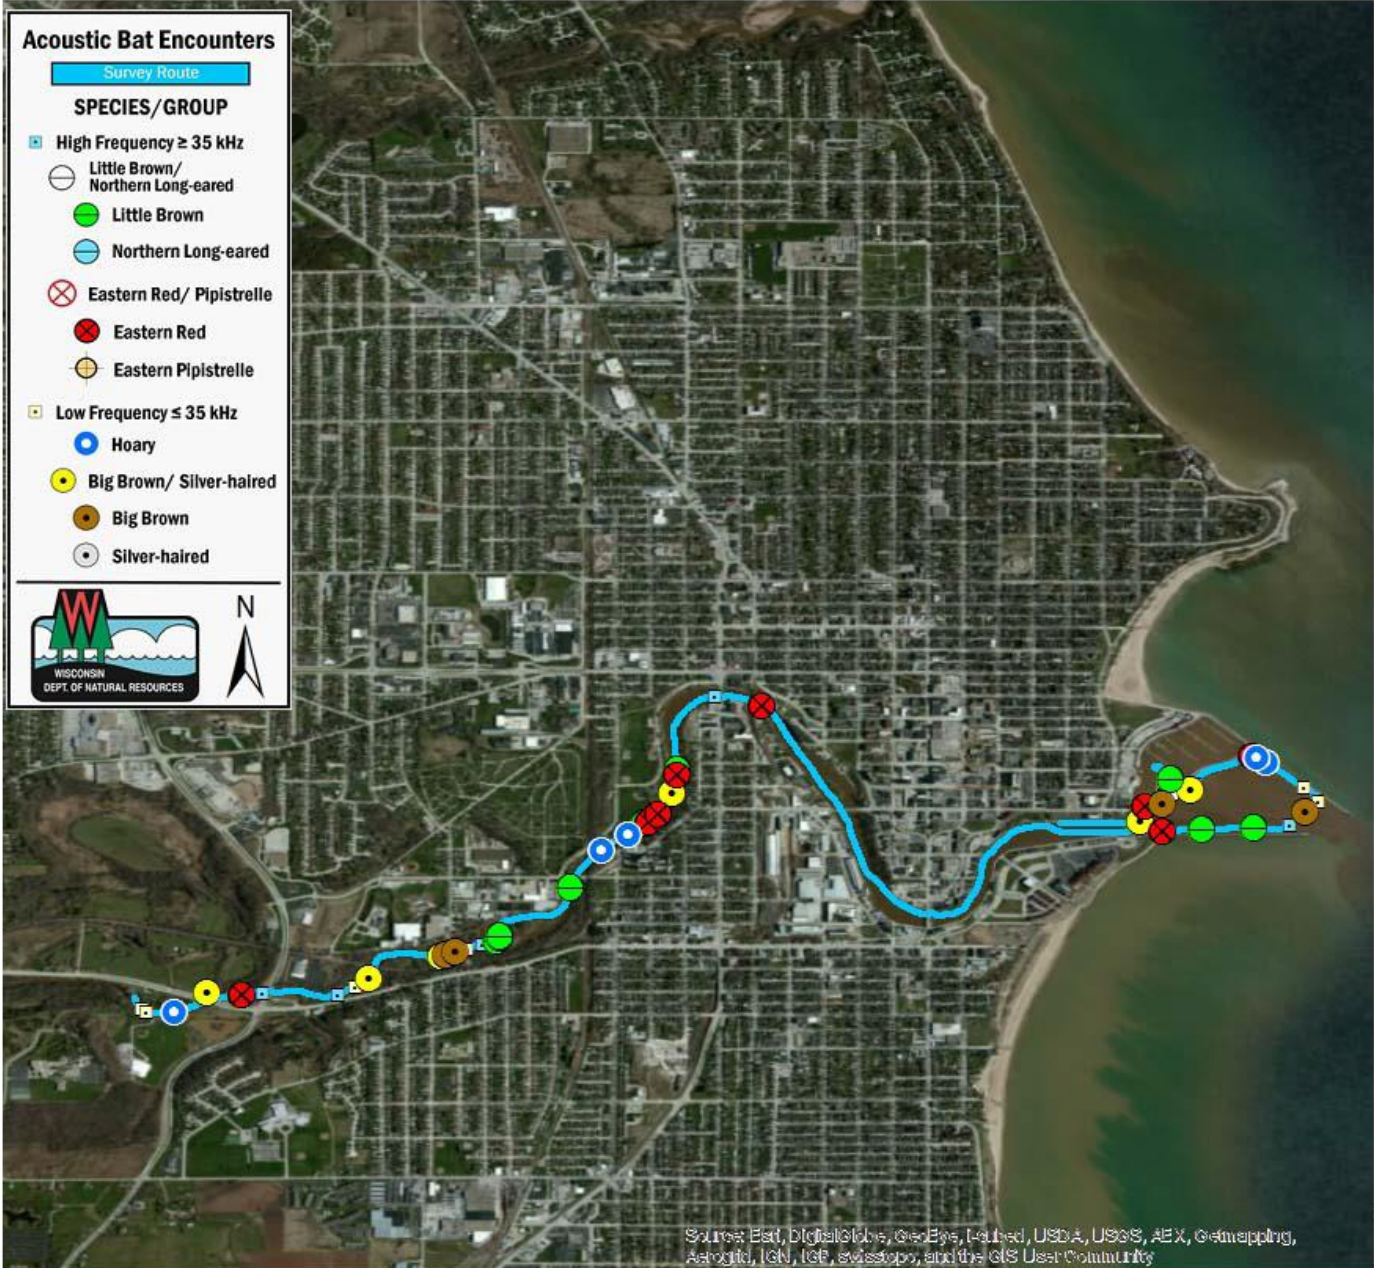 Acoustic Bat Encounters
Survey Route
SPECIES/GROUP
High Frequency ≥ 35 kHz
Little Brown/
Northern Long-eared
Little Brown
Northern Long-eared
Eastern Red/ Pipistrelle
Eastern Red
Eastern Pipistrelle
Low Frequency ≤ 35 kHz
Hoary
Big Brown/ Silver-haired
Big Brown
Silver-haired
W
WISCONSIN
DEPT. OF NATURAL RESOURCES
N
Source: Esri, DigitalGlobe, GeoEye, i-cubed, USDA, USGS, AEX, Getmapping,
Aerogrid, IGN, IGP, swisstopo, and the GIS User Community